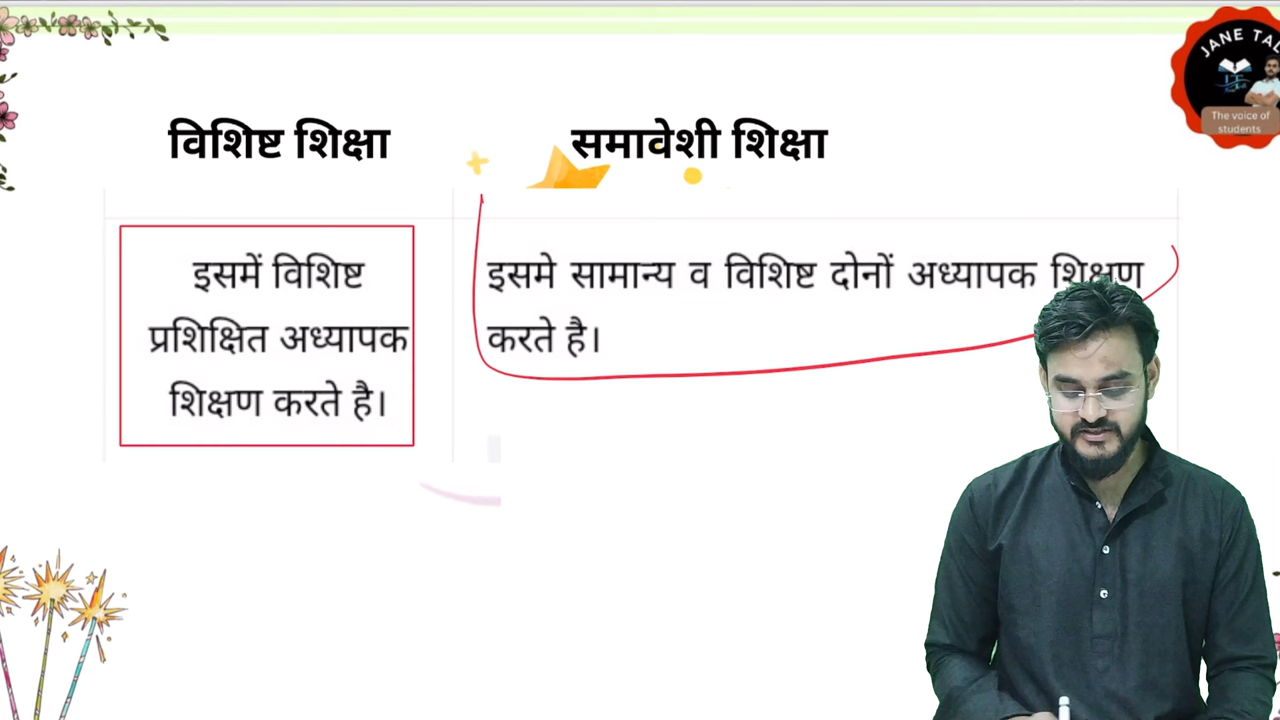 विशिष्ट शिक्षा
समावेशी शिक्षा
इसमें विशिष्ट
प्रशिक्षित अध्यापक
शिक्षण करते है।
इसमे सामान्य व विशिष्ट दोनों अध्यापक शिक्षण
करते है।
JANE TAL
The voice of
students